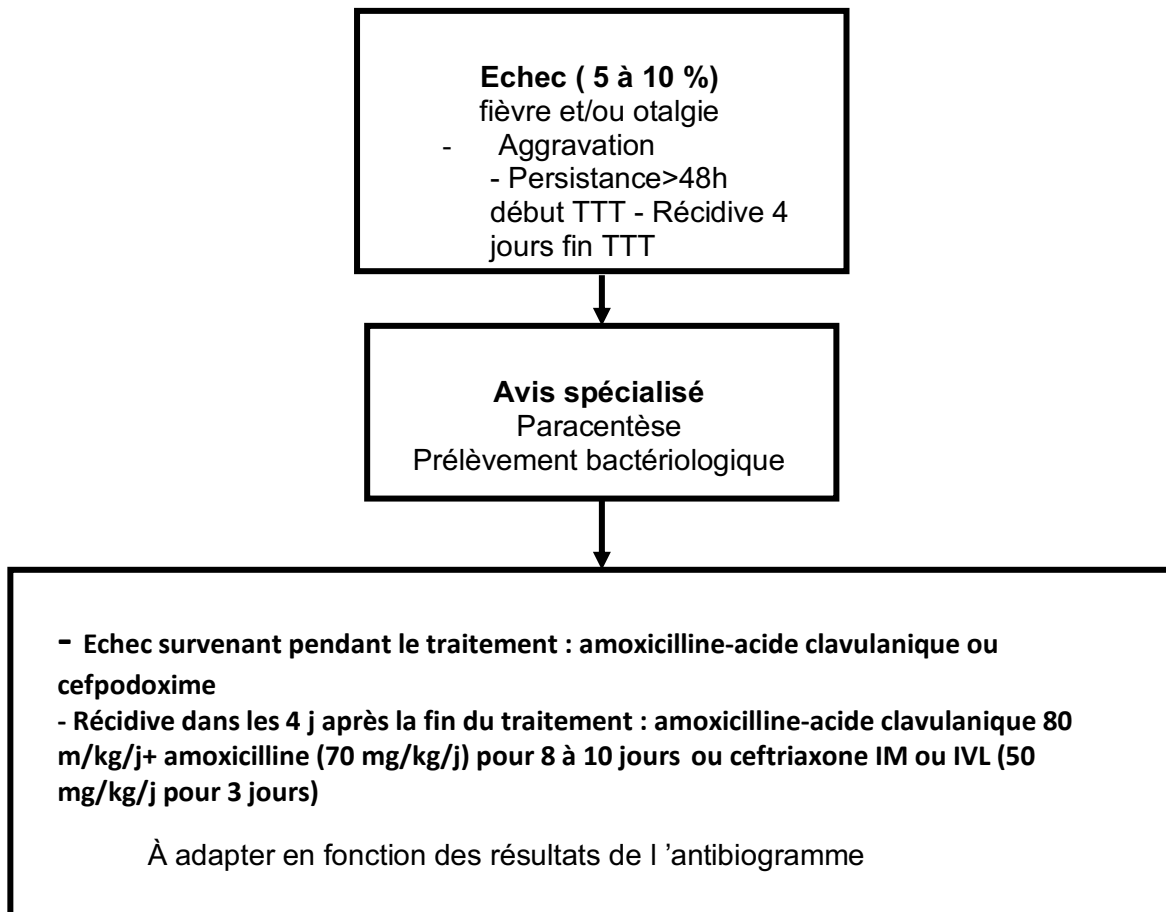 Echec ( 5 à 10 %)
fièvre et/ou otalgie
- Aggravation
- Persistance>48h
début TTT - Récidive 4
jours fin TTT
Avis spécialisé
Paracentèse
Prélèvement bactériologique
- Echec survenant pendant le traitement : amoxicilline-acide clavulanique ou
cefpodoxime
- Récidive dans les 4 j après la fin du traitement : amoxicilline-acide clavulanique 80
m/kg/j+ amoxicilline (70 mg/kg/j) pour 8 à 10 jours ou ceftriaxone IM ou IVL (50
mg/kg/j pour 3 jours)
À adapter en fonction des résultats de l ’antibiogramme